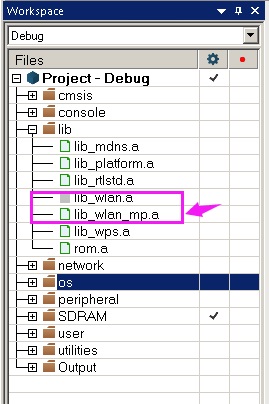 Workspace
Debug
Files
Project - Debug
cmsis
console
lib
lib_mdns.a
lib_platform.a
lib_rtlstd.a
lib_wlan.a
lib_wlan_mp.a
lib_wps.a
rom.a
network
os
peripheral
SDRAM
user
utilities
Output